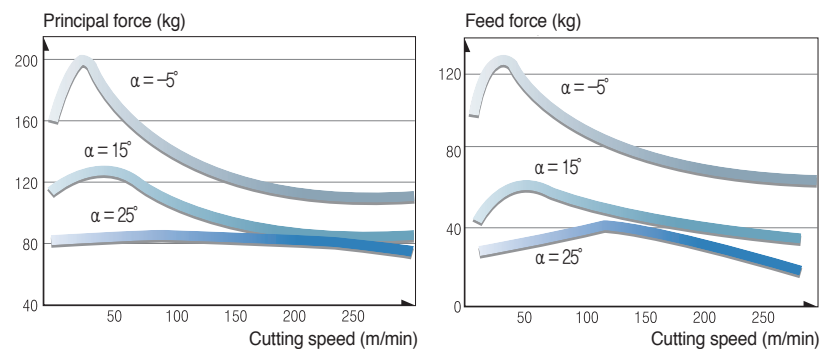 Principal force (kg)
200
160
120
80
40
α = –5°
α = 15°
α = 25°
50 100 150 200 250
Cutting speed (m/min)
Feed force (kg)
120
80
40
0
α = –5°
α = 15°
α = 25°
50 100 150 200 250
Cutting speed (m/min)